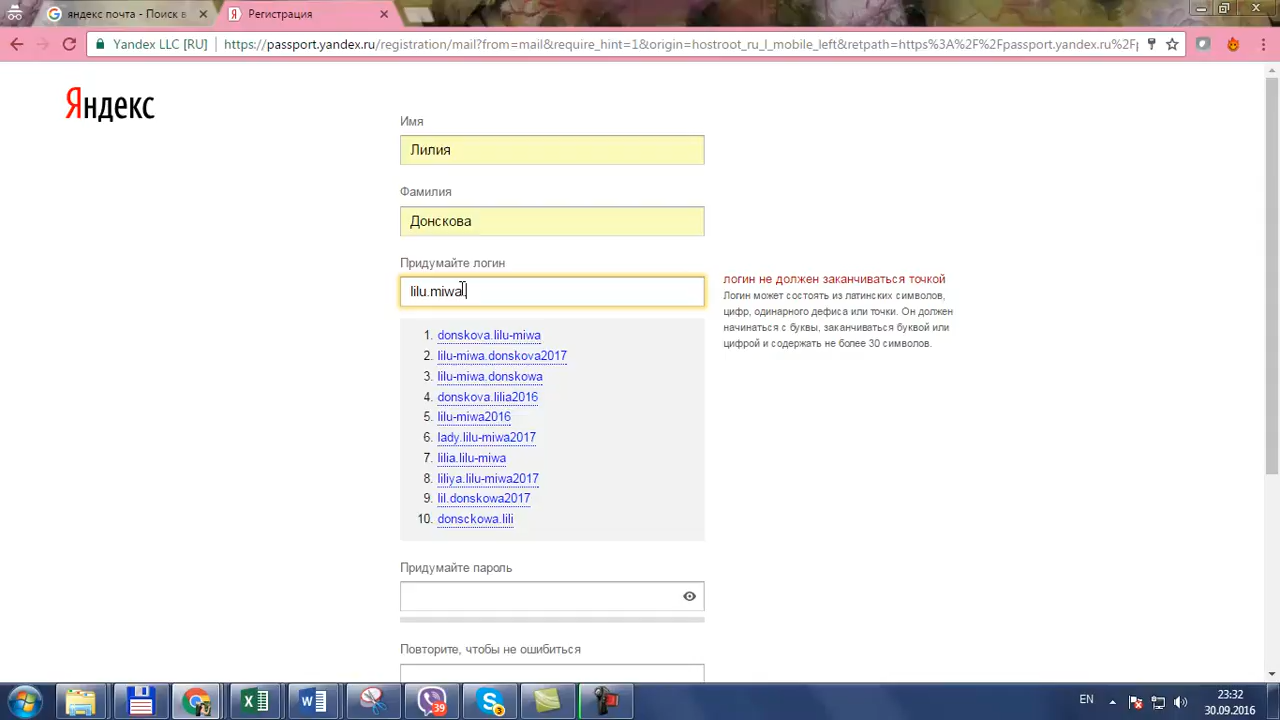 яндекс почта - Поиск в
Регистрация
Yandex LLC [RU]
https://passport.yandex.ru/registration/mail?from=mail&require_hint=1&origin=hostroot_ru_l_mobile_left&retpath=https%3A%2F%2Fpassport.yandex.ru%2F
Яндекс
Имя
Лилия
Фамилия
Донскова
Придумайте логин
lilu.miwa.
логин не должен заканчиваться точкой
Логин может состоять из латинских символов,
цифр, одинарного дефиса или точки. Он должен
начинаться с буквы, заканчиваться буквой или
цифрой и содержать не более 30 символов.
1. donskova.lilu-miwa
2. lilu-miwa.donskova2017
3. lilu-miwa.donskowa
4. donskova.lilia2016
5. lilu-miwa2016
6. lady.lilu-miwa2017
7. lilia.lilu-miwa
8. liliya.lilu-miwa2017
9. lil.donskowa2017
10. donsckowa.lili
Придумайте пароль
Повторите, чтобы не ошибиться
39
3
EN
23:32
30.09.2016